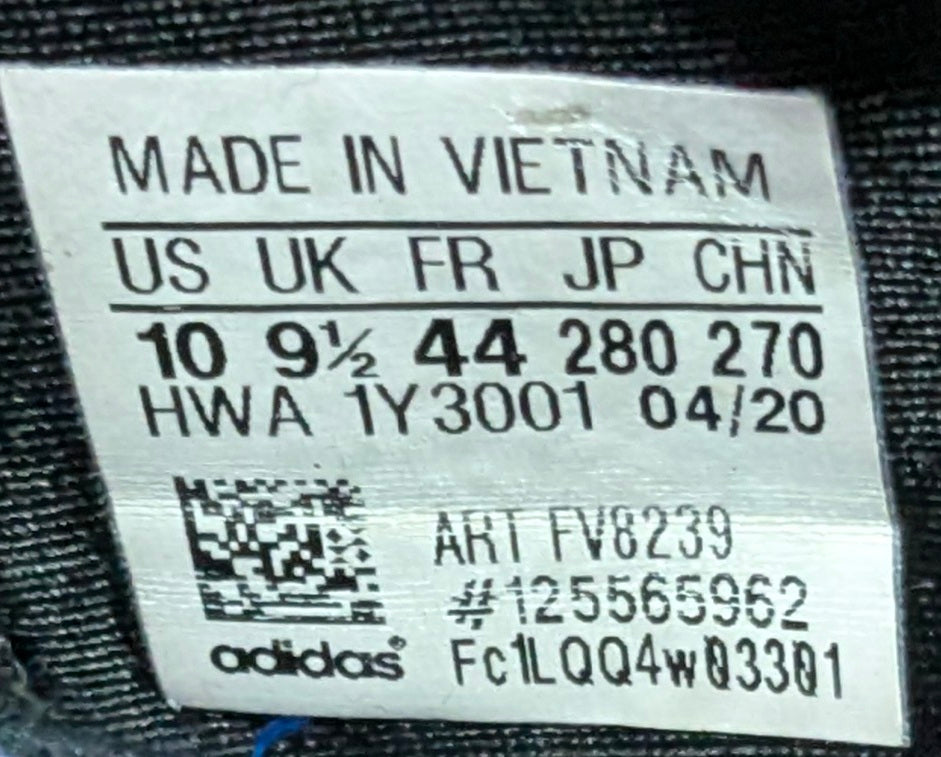 MADE IN VIETNAM
US UK FR JP CHN
10 9½ 44 280 270
HWA 1Y3001 04/20
ART FV8239
#125565962
adidas® Fc1LQQ4w03301